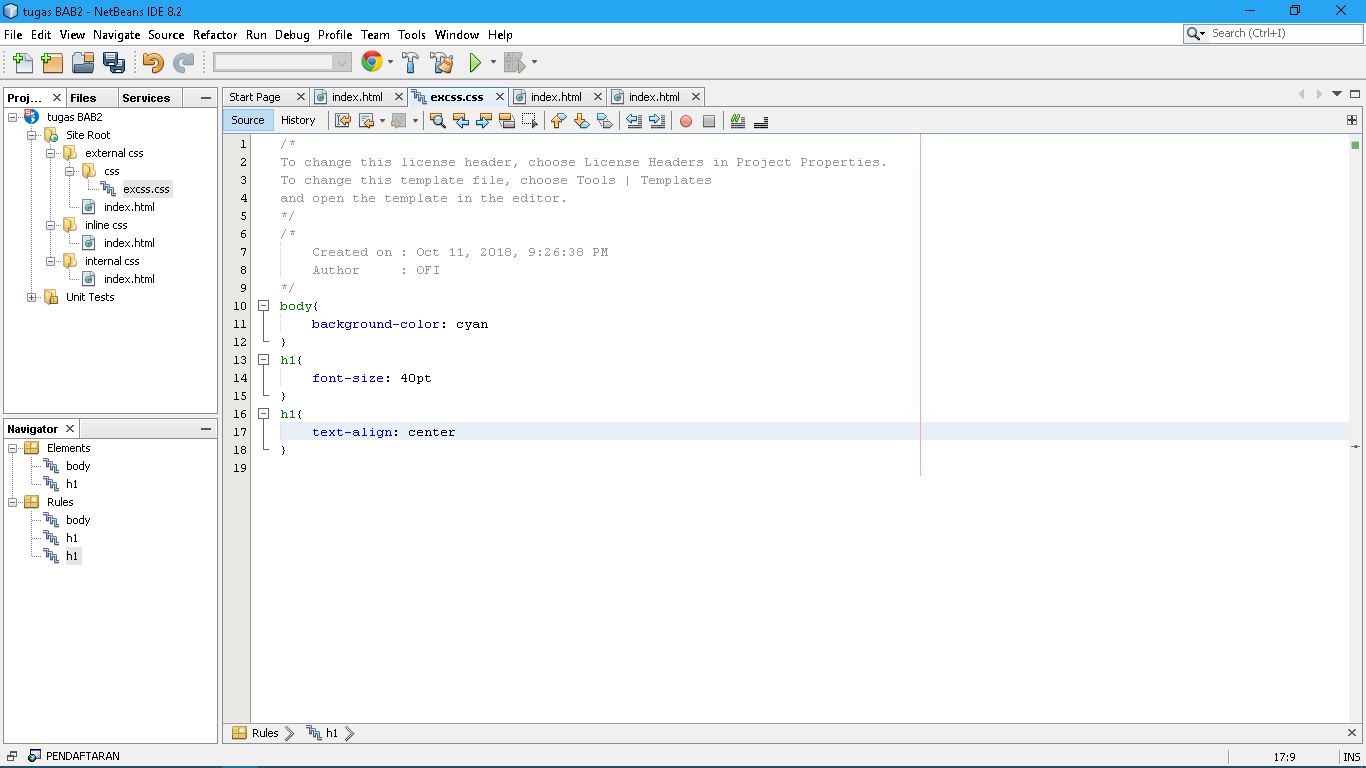 tugas BAB2 - NetBeans IDE 8.2
File Edit View Navigate Source Refactor Run Debug Profile Team Tools Window Help
Search (Ctrl+I)
Proj... Files Services
tugas BAB2
Site Root
external css
css
excss.css
index.html
inline css
index.html
internal css
index.html
Unit Tests
Navigator
Elements
body
h1
Rules
body
h1
h1
Start Page index.html excss.css index.html index.html
Source History
1 /*
2 To change this license header, choose License Headers in Project Properties.
3 To change this template file, choose Tools | Templates
4 and open the template in the editor.
5 */
6 /*
7 Created on : Oct 11, 2018, 9:26:38 PM
8 Author : OFI
9 */
10 body{
11 background-color: cyan
12 }
13 h1{
14 font-size: 40pt
15 }
16 h1{
17 text-align: center
18 }
19
Rules h1
PENDAFTARAN
17:9 INS